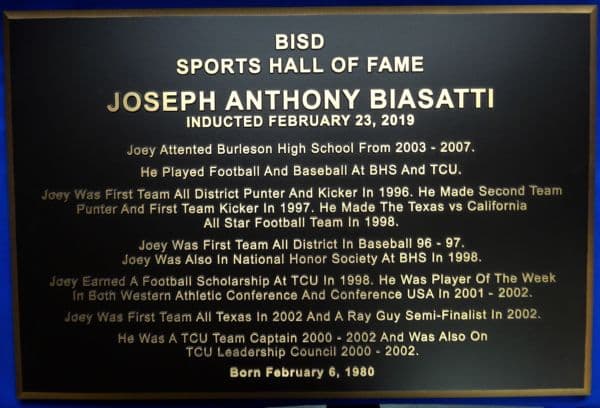 BISD
SPORTS HALL OF FAME
JOSEPH ANTHONY BIASATTI
INDUCTED FEBRUARY 23, 2019
Joey Attented Burleson High School From 2003 - 2007.
He Played Football And Baseball At BHS And TCU.
Joey Was First Team All District Punter And Kicker In 1996. He Made Second Team
Punter And First Team Kicker In 1997. He Made The Texas vs California
All Star Football Team In 1998.
Joey Was First Team All District In Baseball 96 - 97.
Joey Was Also In National Honor Society At BHS In 1998.
Joey Earned A Football Scholarship At TCU In 1998. He Was Player Of The Week
In Both Western Athletic Conference And Conference USA In 2001 - 2002.
Joey Was First Team All Texas In 2002 And A Ray Guy Semi-Finalist In 2002.
He Was A TCU Team Captain 2000 - 2002 And Was Also On
TCU Leadership Council 2000 - 2002.
Born February 6, 1980